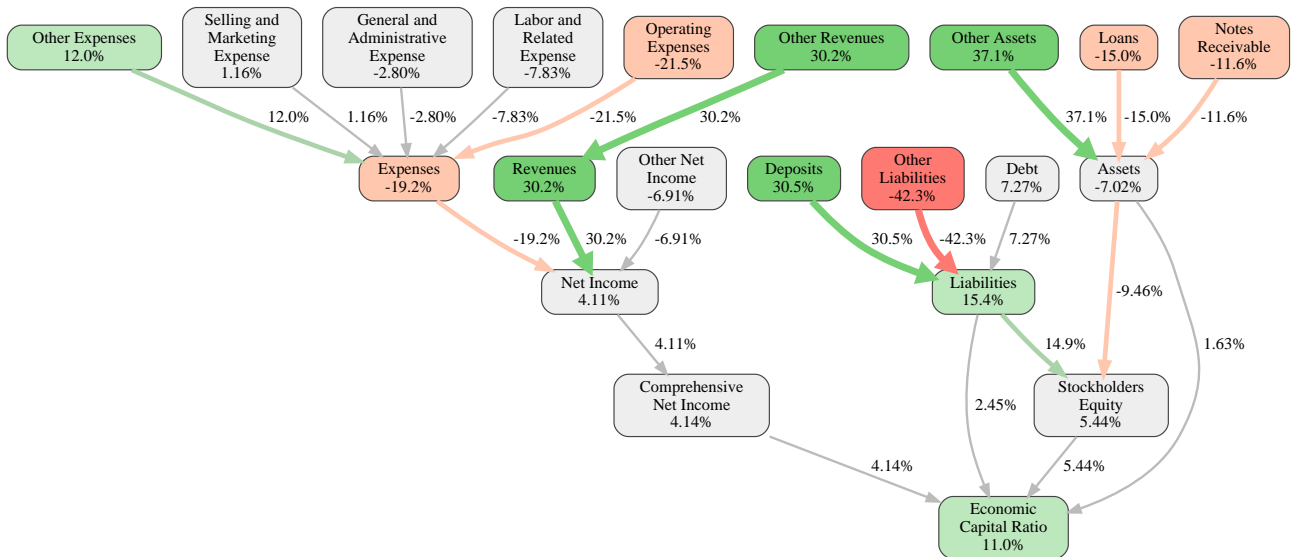 Other Expenses
12.0%
Selling and
Marketing
Expense
1.16%
General and
Administrative
Expense
-2.80%
Labor and
Related
Expense
-7.83%
Operating
Expenses
-21.5%
Other Revenues
30.2%
Other Assets
37.1%
Loans
-15.0%
Notes
Receivable
-11.6%
12.0%
1.16%
-2.80%
-7.83%
-21.5%
30.2%
37.1%
-15.0%
-11.6%
Expenses
-19.2%
Revenues
30.2%
Other Net
Income
-6.91%
Deposits
30.5%
Other
Liabilities
-42.3%
Debt
7.27%
Assets
-7.02%
-19.2%
30.2%
-6.91%
30.5%
-42.3%
7.27%
Net Income
4.11%
Liabilities
15.4%
-9.46%
4.11%
14.9%
1.63%
Comprehensive
Net Income
4.14%
2.45%
Stockholders
Equity
5.44%
4.14%
5.44%
Economic
Capital Ratio
11.0%